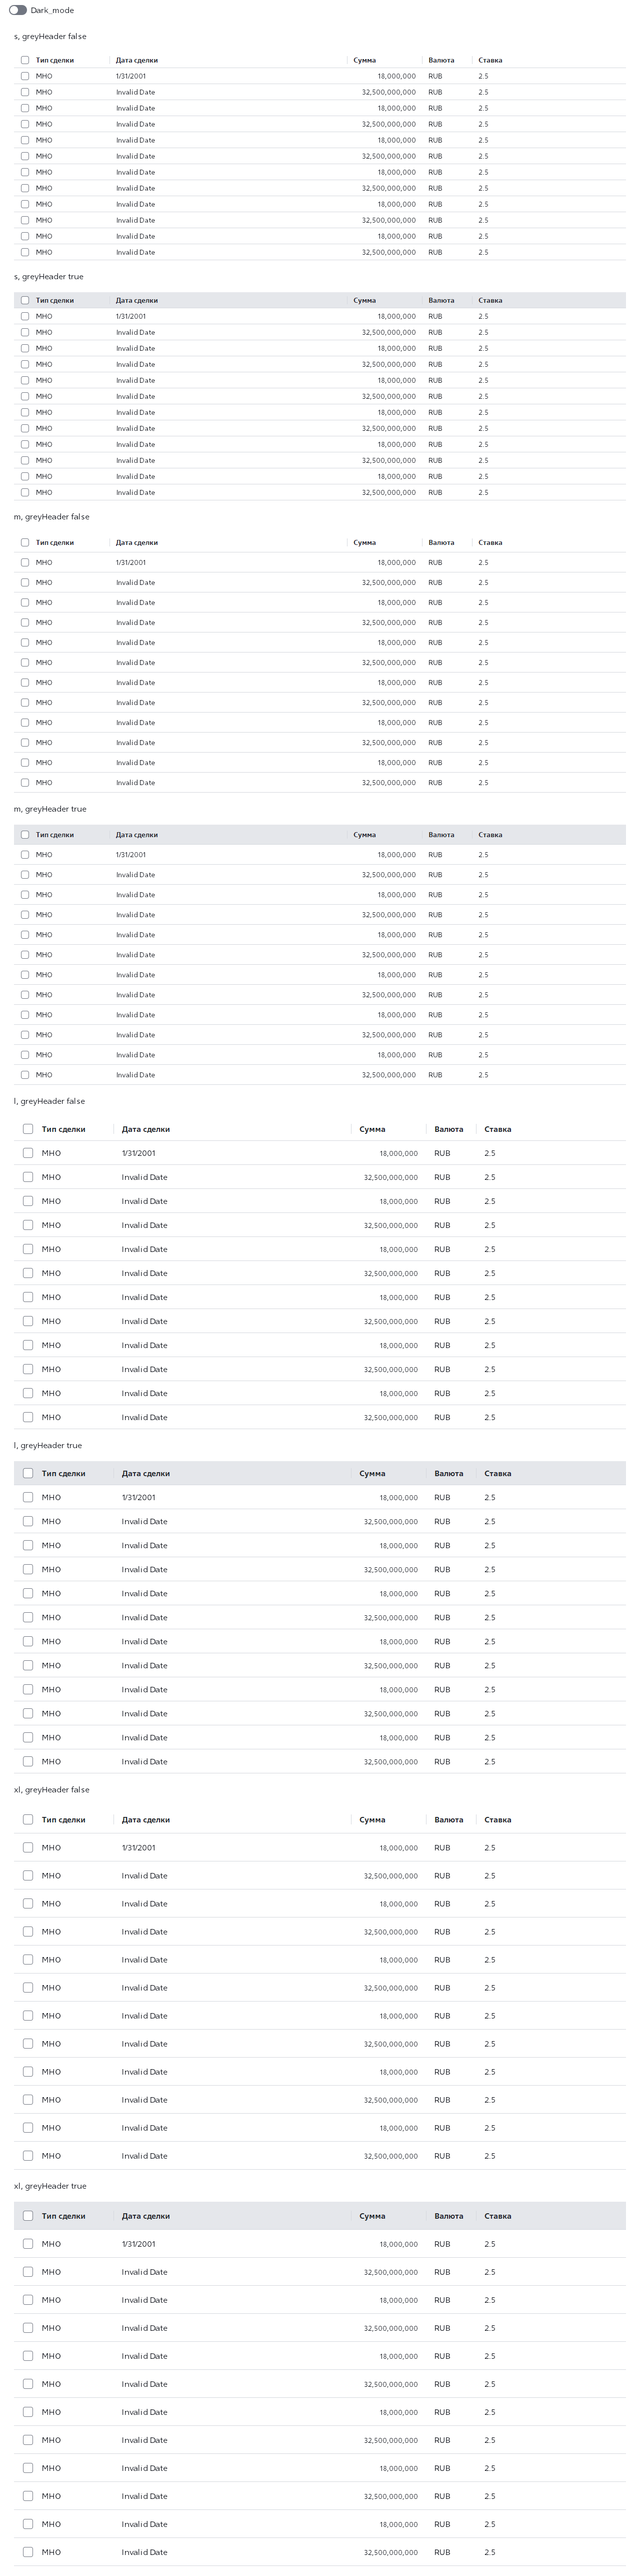 Dark_mode
s, greyHeader false
Тип сделки Дата сделки Сумма Валюта Ставка
МНО 1/31/2001 18,000,000 RUB 2.5
МНО Invalid Date 32,500,000,000 RUB 2.5
МНО Invalid Date 18,000,000 RUB 2.5
МНО Invalid Date 32,500,000,000 RUB 2.5
МНО Invalid Date 18,000,000 RUB 2.5
МНО Invalid Date 32,500,000,000 RUB 2.5
МНО Invalid Date 18,000,000 RUB 2.5
МНО Invalid Date 32,500,000,000 RUB 2.5
МНО Invalid Date 18,000,000 RUB 2.5
МНО Invalid Date 32,500,000,000 RUB 2.5
МНО Invalid Date 18,000,000 RUB 2.5
МНО Invalid Date 32,500,000,000 RUB 2.5
s, greyHeader true
Тип сделки Дата сделки Сумма Валюта Ставка
МНО 1/31/2001 18,000,000 RUB 2.5
МНО Invalid Date 32,500,000,000 RUB 2.5
МНО Invalid Date 18,000,000 RUB 2.5
МНО Invalid Date 32,500,000,000 RUB 2.5
МНО Invalid Date 18,000,000 RUB 2.5
МНО Invalid Date 32,500,000,000 RUB 2.5
МНО Invalid Date 18,000,000 RUB 2.5
МНО Invalid Date 32,500,000,000 RUB 2.5
МНО Invalid Date 18,000,000 RUB 2.5
МНО Invalid Date 32,500,000,000 RUB 2.5
МНО Invalid Date 18,000,000 RUB 2.5
МНО Invalid Date 32,500,000,000 RUB 2.5
m, greyHeader false
Тип сделки Дата сделки Сумма Валюта Ставка
МНО 1/31/2001 18,000,000 RUB 2.5
МНО Invalid Date 32,500,000,000 RUB 2.5
МНО Invalid Date 18,000,000 RUB 2.5
МНО Invalid Date 32,500,000,000 RUB 2.5
МНО Invalid Date 18,000,000 RUB 2.5
МНО Invalid Date 32,500,000,000 RUB 2.5
МНО Invalid Date 18,000,000 RUB 2.5
МНО Invalid Date 32,500,000,000 RUB 2.5
МНО Invalid Date 18,000,000 RUB 2.5
МНО Invalid Date 32,500,000,000 RUB 2.5
МНО Invalid Date 18,000,000 RUB 2.5
МНО Invalid Date 32,500,000,000 RUB 2.5
m, greyHeader true
Тип сделки Дата сделки Сумма Валюта Ставка
МНО 1/31/2001 18,000,000 RUB 2.5
МНО Invalid Date 32,500,000,000 RUB 2.5
МНО Invalid Date 18,000,000 RUB 2.5
МНО Invalid Date 32,500,000,000 RUB 2.5
МНО Invalid Date 18,000,000 RUB 2.5
МНО Invalid Date 32,500,000,000 RUB 2.5
МНО Invalid Date 18,000,000 RUB 2.5
МНО Invalid Date 32,500,000,000 RUB 2.5
МНО Invalid Date 18,000,000 RUB 2.5
МНО Invalid Date 32,500,000,000 RUB 2.5
МНО Invalid Date 18,000,000 RUB 2.5
МНО Invalid Date 32,500,000,000 RUB 2.5
l, greyHeader false
Тип сделки Дата сделки Сумма Валюта Ставка
МНО 1/31/2001 18,000,000 RUB 2.5
МНО Invalid Date 32,500,000,000 RUB 2.5
МНО Invalid Date 18,000,000 RUB 2.5
МНО Invalid Date 32,500,000,000 RUB 2.5
МНО Invalid Date 18,000,000 RUB 2.5
МНО Invalid Date 32,500,000,000 RUB 2.5
МНО Invalid Date 18,000,000 RUB 2.5
МНО Invalid Date 32,500,000,000 RUB 2.5
МНО Invalid Date 18,000,000 RUB 2.5
МНО Invalid Date 32,500,000,000 RUB 2.5
МНО Invalid Date 18,000,000 RUB 2.5
МНО Invalid Date 32,500,000,000 RUB 2.5
l, greyHeader true
Тип сделки Дата сделки Сумма Валюта Ставка
МНО 1/31/2001 18,000,000 RUB 2.5
МНО Invalid Date 32,500,000,000 RUB 2.5
МНО Invalid Date 18,000,000 RUB 2.5
МНО Invalid Date 32,500,000,000 RUB 2.5
МНО Invalid Date 18,000,000 RUB 2.5
МНО Invalid Date 32,500,000,000 RUB 2.5
МНО Invalid Date 18,000,000 RUB 2.5
МНО Invalid Date 32,500,000,000 RUB 2.5
МНО Invalid Date 18,000,000 RUB 2.5
МНО Invalid Date 32,500,000,000 RUB 2.5
МНО Invalid Date 18,000,000 RUB 2.5
МНО Invalid Date 32,500,000,000 RUB 2.5
xl, greyHeader false
Тип сделки Дата сделки Сумма Валюта Ставка
МНО 1/31/2001 18,000,000 RUB 2.5
МНО Invalid Date 32,500,000,000 RUB 2.5
МНО Invalid Date 18,000,000 RUB 2.5
МНО Invalid Date 32,500,000,000 RUB 2.5
МНО Invalid Date 18,000,000 RUB 2.5
МНО Invalid Date 32,500,000,000 RUB 2.5
МНО Invalid Date 18,000,000 RUB 2.5
МНО Invalid Date 32,500,000,000 RUB 2.5
МНО Invalid Date 18,000,000 RUB 2.5
МНО Invalid Date 32,500,000,000 RUB 2.5
МНО Invalid Date 18,000,000 RUB 2.5
МНО Invalid Date 32,500,000,000 RUB 2.5
xl, greyHeader true
Тип сделки Дата сделки Сумма Валюта Ставка
МНО 1/31/2001 18,000,000 RUB 2.5
МНО Invalid Date 32,500,000,000 RUB 2.5
МНО Invalid Date 18,000,000 RUB 2.5
МНО Invalid Date 32,500,000,000 RUB 2.5
МНО Invalid Date 18,000,000 RUB 2.5
МНО Invalid Date 32,500,000,000 RUB 2.5
МНО Invalid Date 18,000,000 RUB 2.5
МНО Invalid Date 32,500,000,000 RUB 2.5
МНО Invalid Date 18,000,000 RUB 2.5
МНО Invalid Date 32,500,000,000 RUB 2.5
МНО Invalid Date 18,000,000 RUB 2.5
МНО Invalid Date 32,500,000,000 RUB 2.5